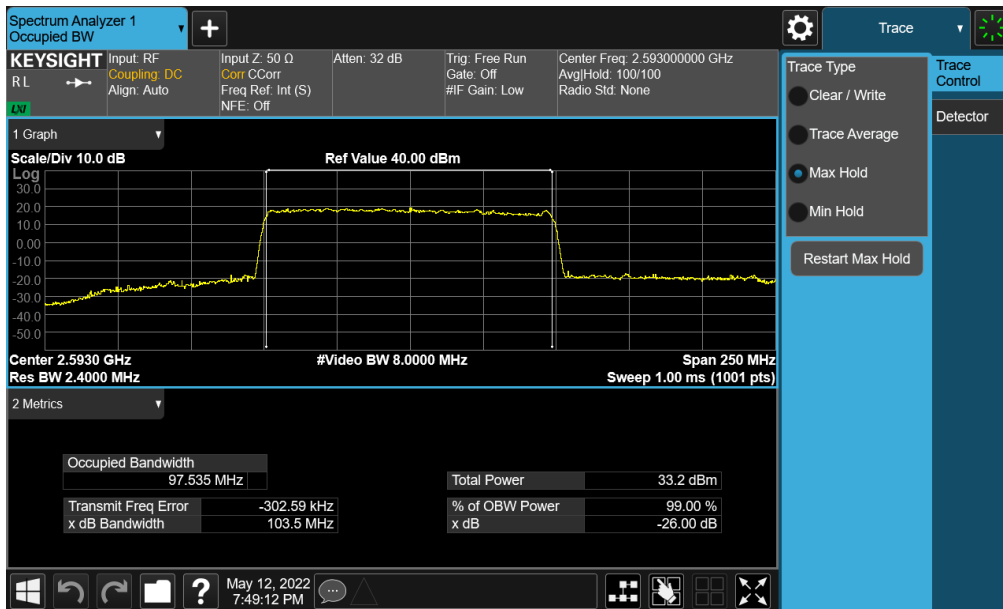 Spectrum Analyzer 1
Occupied BW
Trace
KEYSIGHT
R L
LXI
Input: RF
Coupling: DC
Align: Auto
Input Z: 50 Ω
Corr CCorr
Freq Ref: Int (S)
NFE: Off
Atten: 32 dB
Trig: Free Run
Gate: Off
#IF Gain: Low
Center Freq: 2.593000000 GHz
Avg|Hold: 100/100
Radio Std: None
Trace Type
Clear / Write
Trace Average
Max Hold
Min Hold
Restart Max Hold
Trace
Control
Detector
1 Graph
Scale/Div 10.0 dB
Ref Value 40.00 dBm
Log
30.0
20.0
10.0
0.00
-10.0
-20.0
-30.0
-40.0
-50.0
Center 2.5930 GHz
#Video BW 8.0000 MHz
Span 250 MHz
Res BW 2.4000 MHz
Sweep 1.00 ms (1001 pts)
2 Metrics
Occupied Bandwidth
97.535 MHz
Total Power 33.2 dBm
Transmit Freq Error -302.59 kHz
% of OBW Power 99.00 %
x dB Bandwidth 103.5 MHz
x dB -26.00 dB
?
May 12, 2022
7:49:12 PM